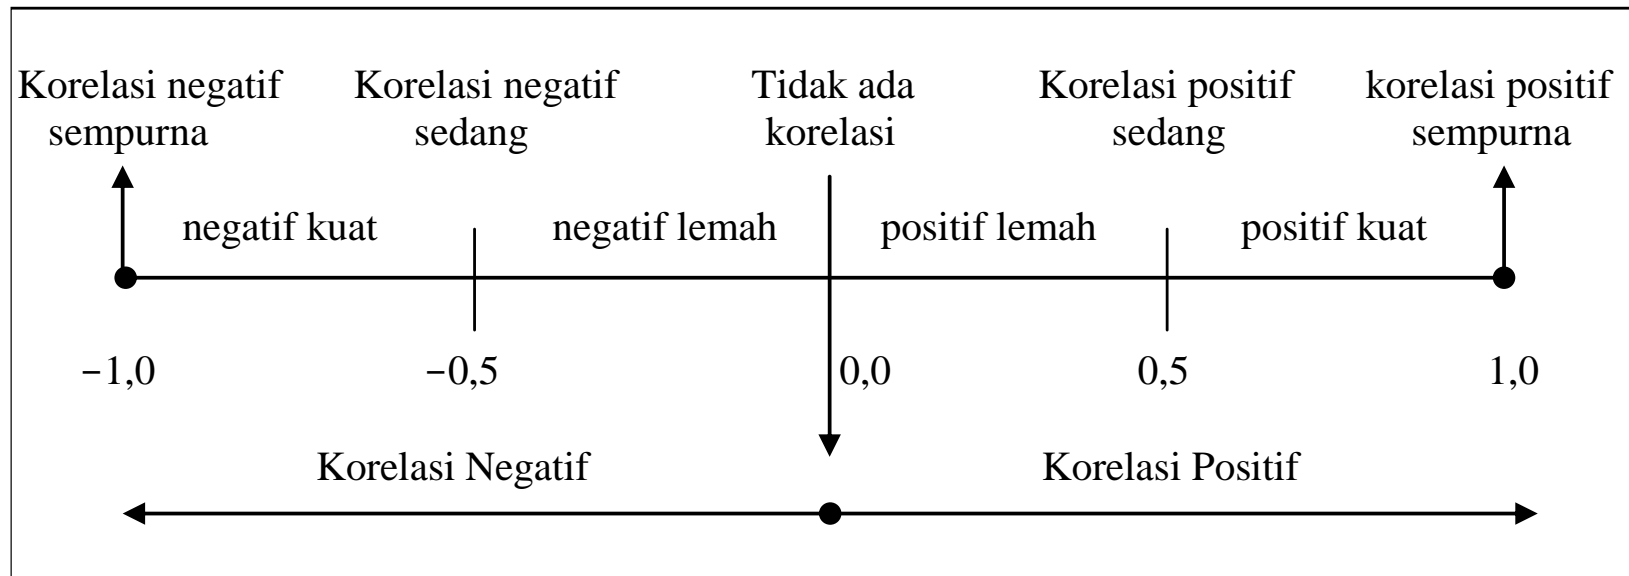 Korelasi negatif sempurna
Korelasi negatif sedang
Tidak ada korelasi
Korelasi positif sedang
korelasi positif sempurna
negatif kuat
negatif lemah
positif lemah
positif kuat
−1,0
−0,5
0,0
0,5
1,0
Korelasi Negatif
Korelasi Positif